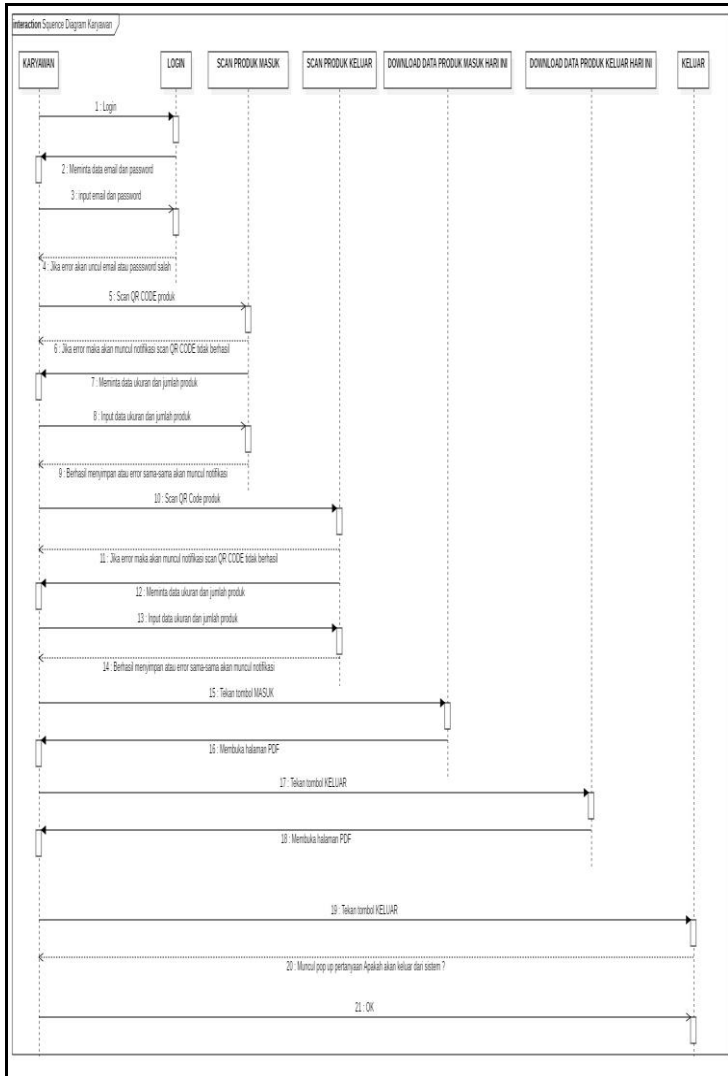 interaction Squence Diagram Karyawan
KARYAWAN
LOGIN
SCAN PRODUK MASUK
SCAN PRODUK KELUAR
DOWNLOAD DATA PRODUK MASUK HARI INI
DOWNLOAD DATA PRODUK KELUAR HARI INI
KELUAR
1 : Login
2 : Meminta data email dan password
3 : input email dan password
4 : Jika error akan uncul email atau passsword salah
5 : Scan QR CODE produk
6 : Jika error maka akan muncul notifikasi scan QR CODE tidak berhasil
7 : Meminta data ukuran dan jumlah produk
8 : Input data ukuran dan jumlah produk
9 : Berhasil menyimpan atau error sama-sama akan muncul notifikasi
10 : Scan QR Code produk
11 : Jika error maka akan muncul notifikasi scan QR CODE tidak berhasil
12 : Meminta data ukuran dan jumlah produk
13 : Input data ukuran dan jumlah produk
14 : Berhasil menyimpan atau error sama-sama akan muncul notifikasi
15 : Tekan tombol MASUK
16 : Membuka halaman PDF
17 : Tekan tombol KELUAR
18 : Membuka halaman PDF
19 : Tekan tombol KELUAR
20 : Muncul pop up pertanyaan Apakah akan keluar dari sistem ?
21 : OK